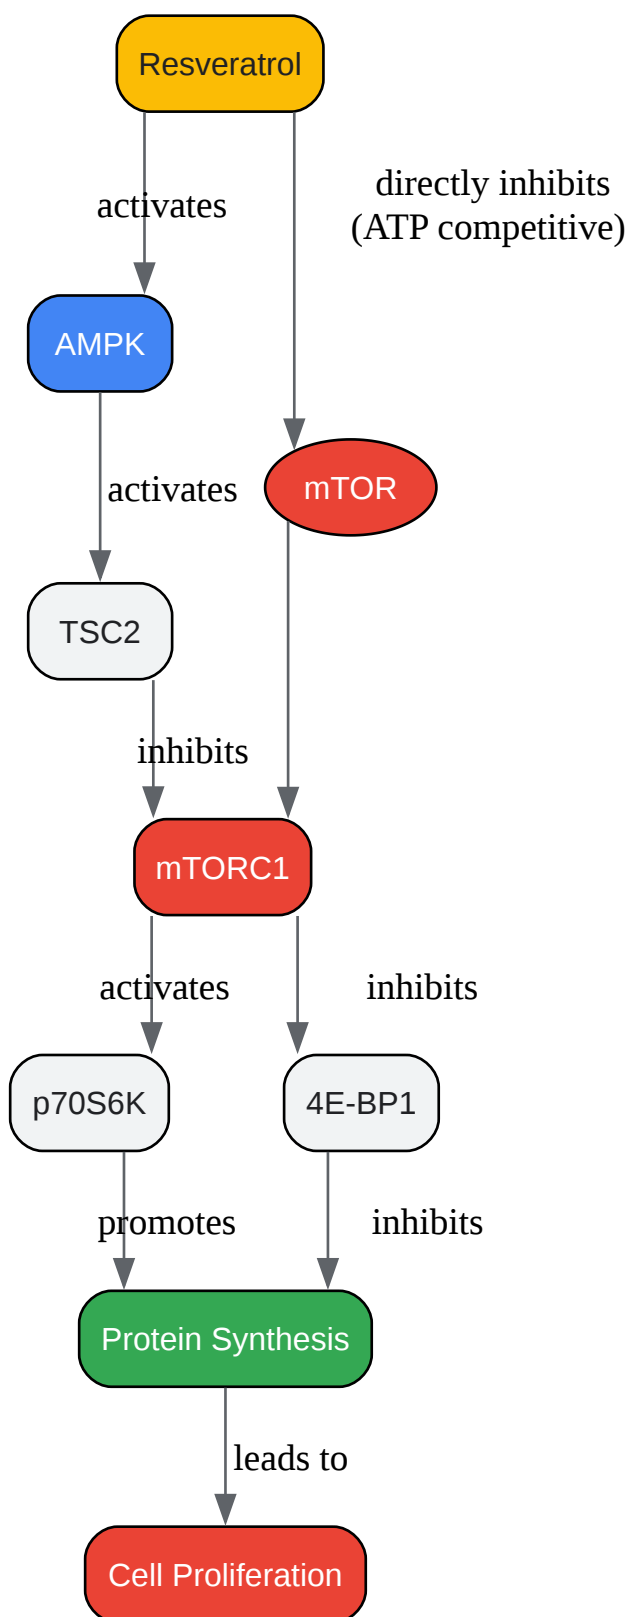 Resveratrol
activates
directly inhibits
(ATP competitive)
AMPK
activates
mTOR
TSC2
inhibits
mTORC1
activates
inhibits
p70S6K
4E-BP1
promotes
inhibits
Protein Synthesis
leads to
Cell Proliferation